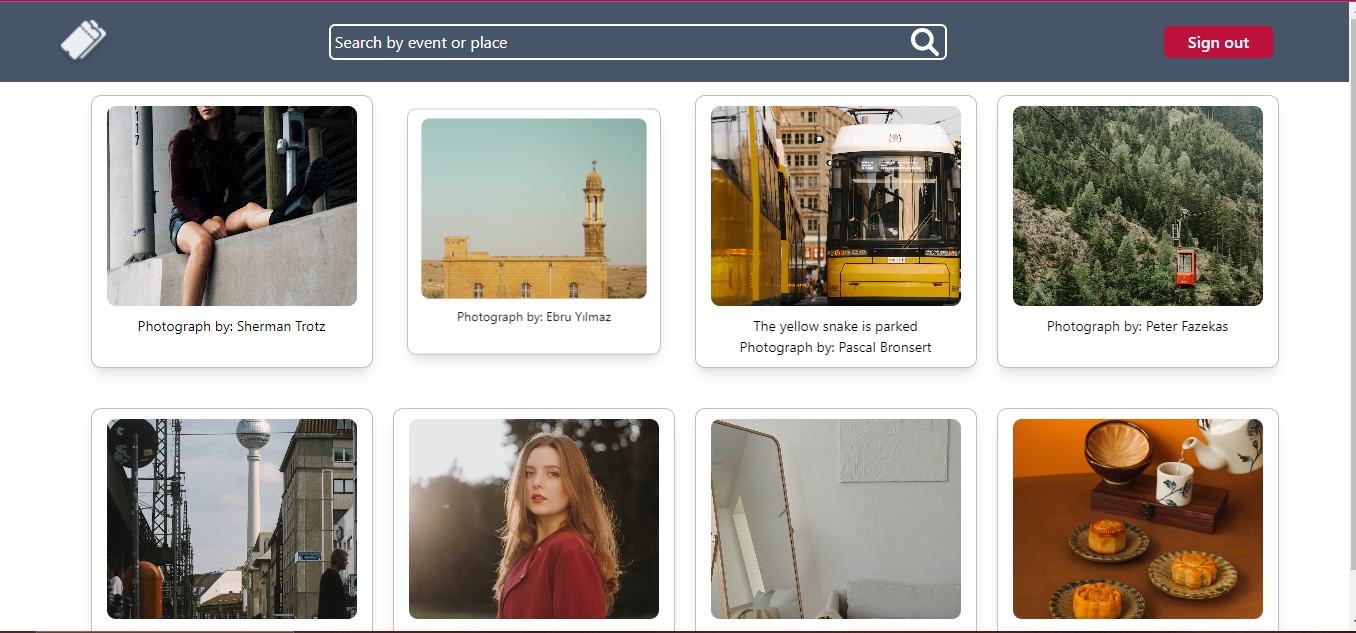 Search by event or place
Sign out
117
Photograph by: Sherman Trotz
Photograph by: Ebru Yılmaz
The yellow snake is parked
Photograph by: Pascal Bronsert
Photograph by: Peter Fazekas